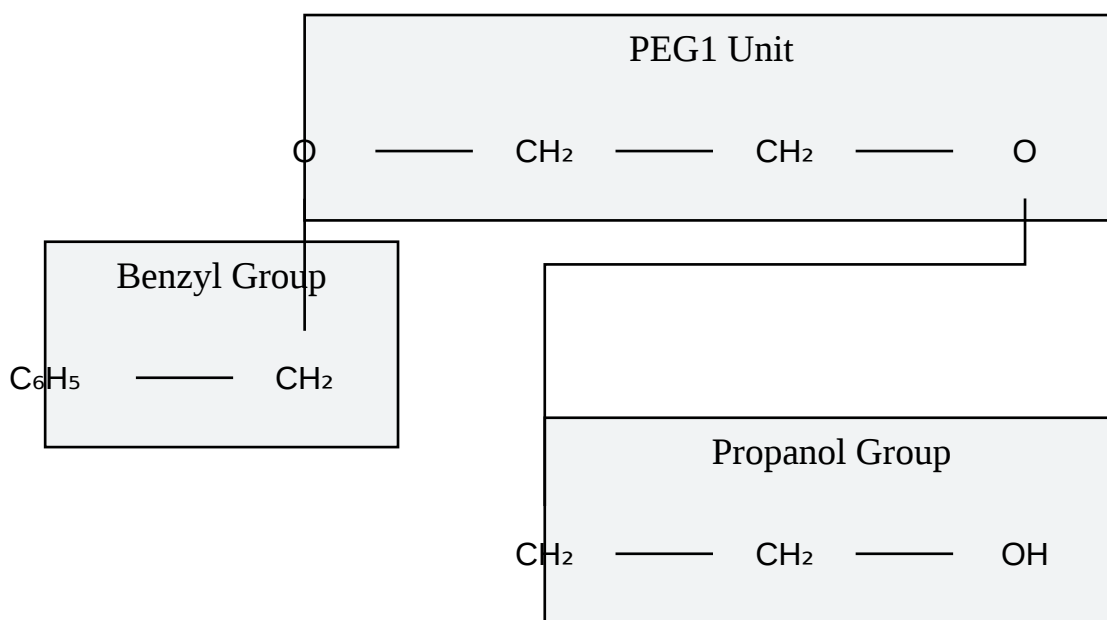 PEG1 Unit
O CH₂ CH₂ O
Benzyl Group
C₆H₅ CH₂
Propanol Group
CH₂ CH₂ OH